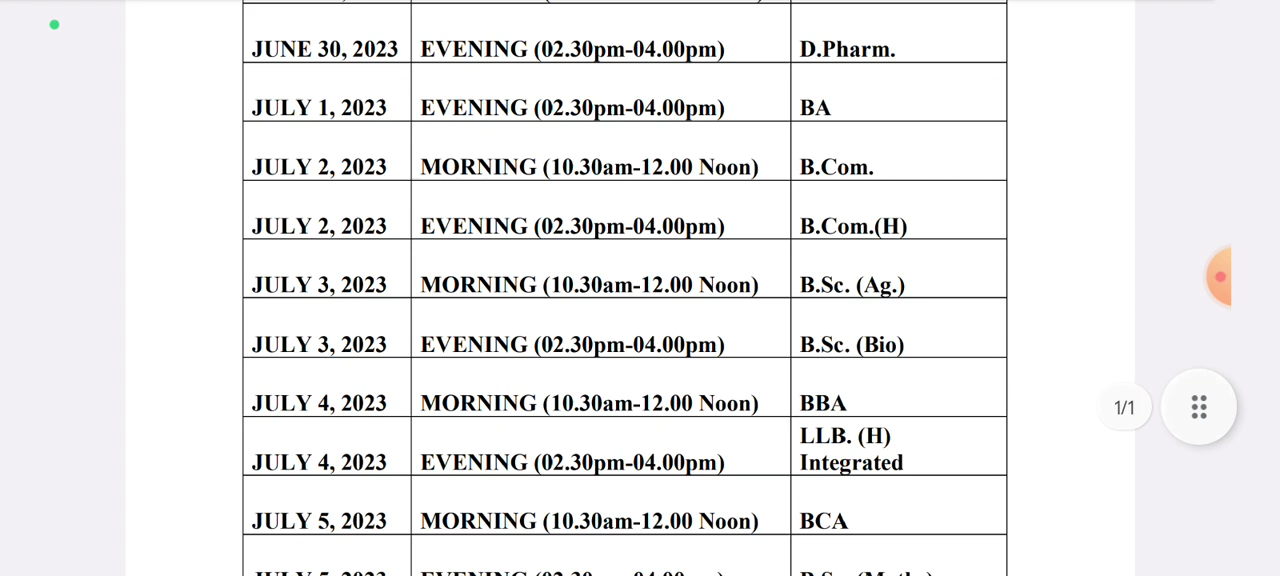 JUNE 30, 2023 EVENING (02.30pm-04.00pm) D.Pharm.
JULY 1, 2023 EVENING (02.30pm-04.00pm) BA
JULY 2, 2023 MORNING (10.30am-12.00 Noon) B.Com.
JULY 2, 2023 EVENING (02.30pm-04.00pm) B.Com.(H)
JULY 3, 2023 MORNING (10.30am-12.00 Noon) B.Sc. (Ag.)
JULY 3, 2023 EVENING (02.30pm-04.00pm) B.Sc. (Bio)
JULY 4, 2023 MORNING (10.30am-12.00 Noon) BBA
1/1
LLB. (H)
JULY 4, 2023 EVENING (02.30pm-04.00pm) Integrated
JULY 5, 2023 MORNING (10.30am-12.00 Noon) BCA